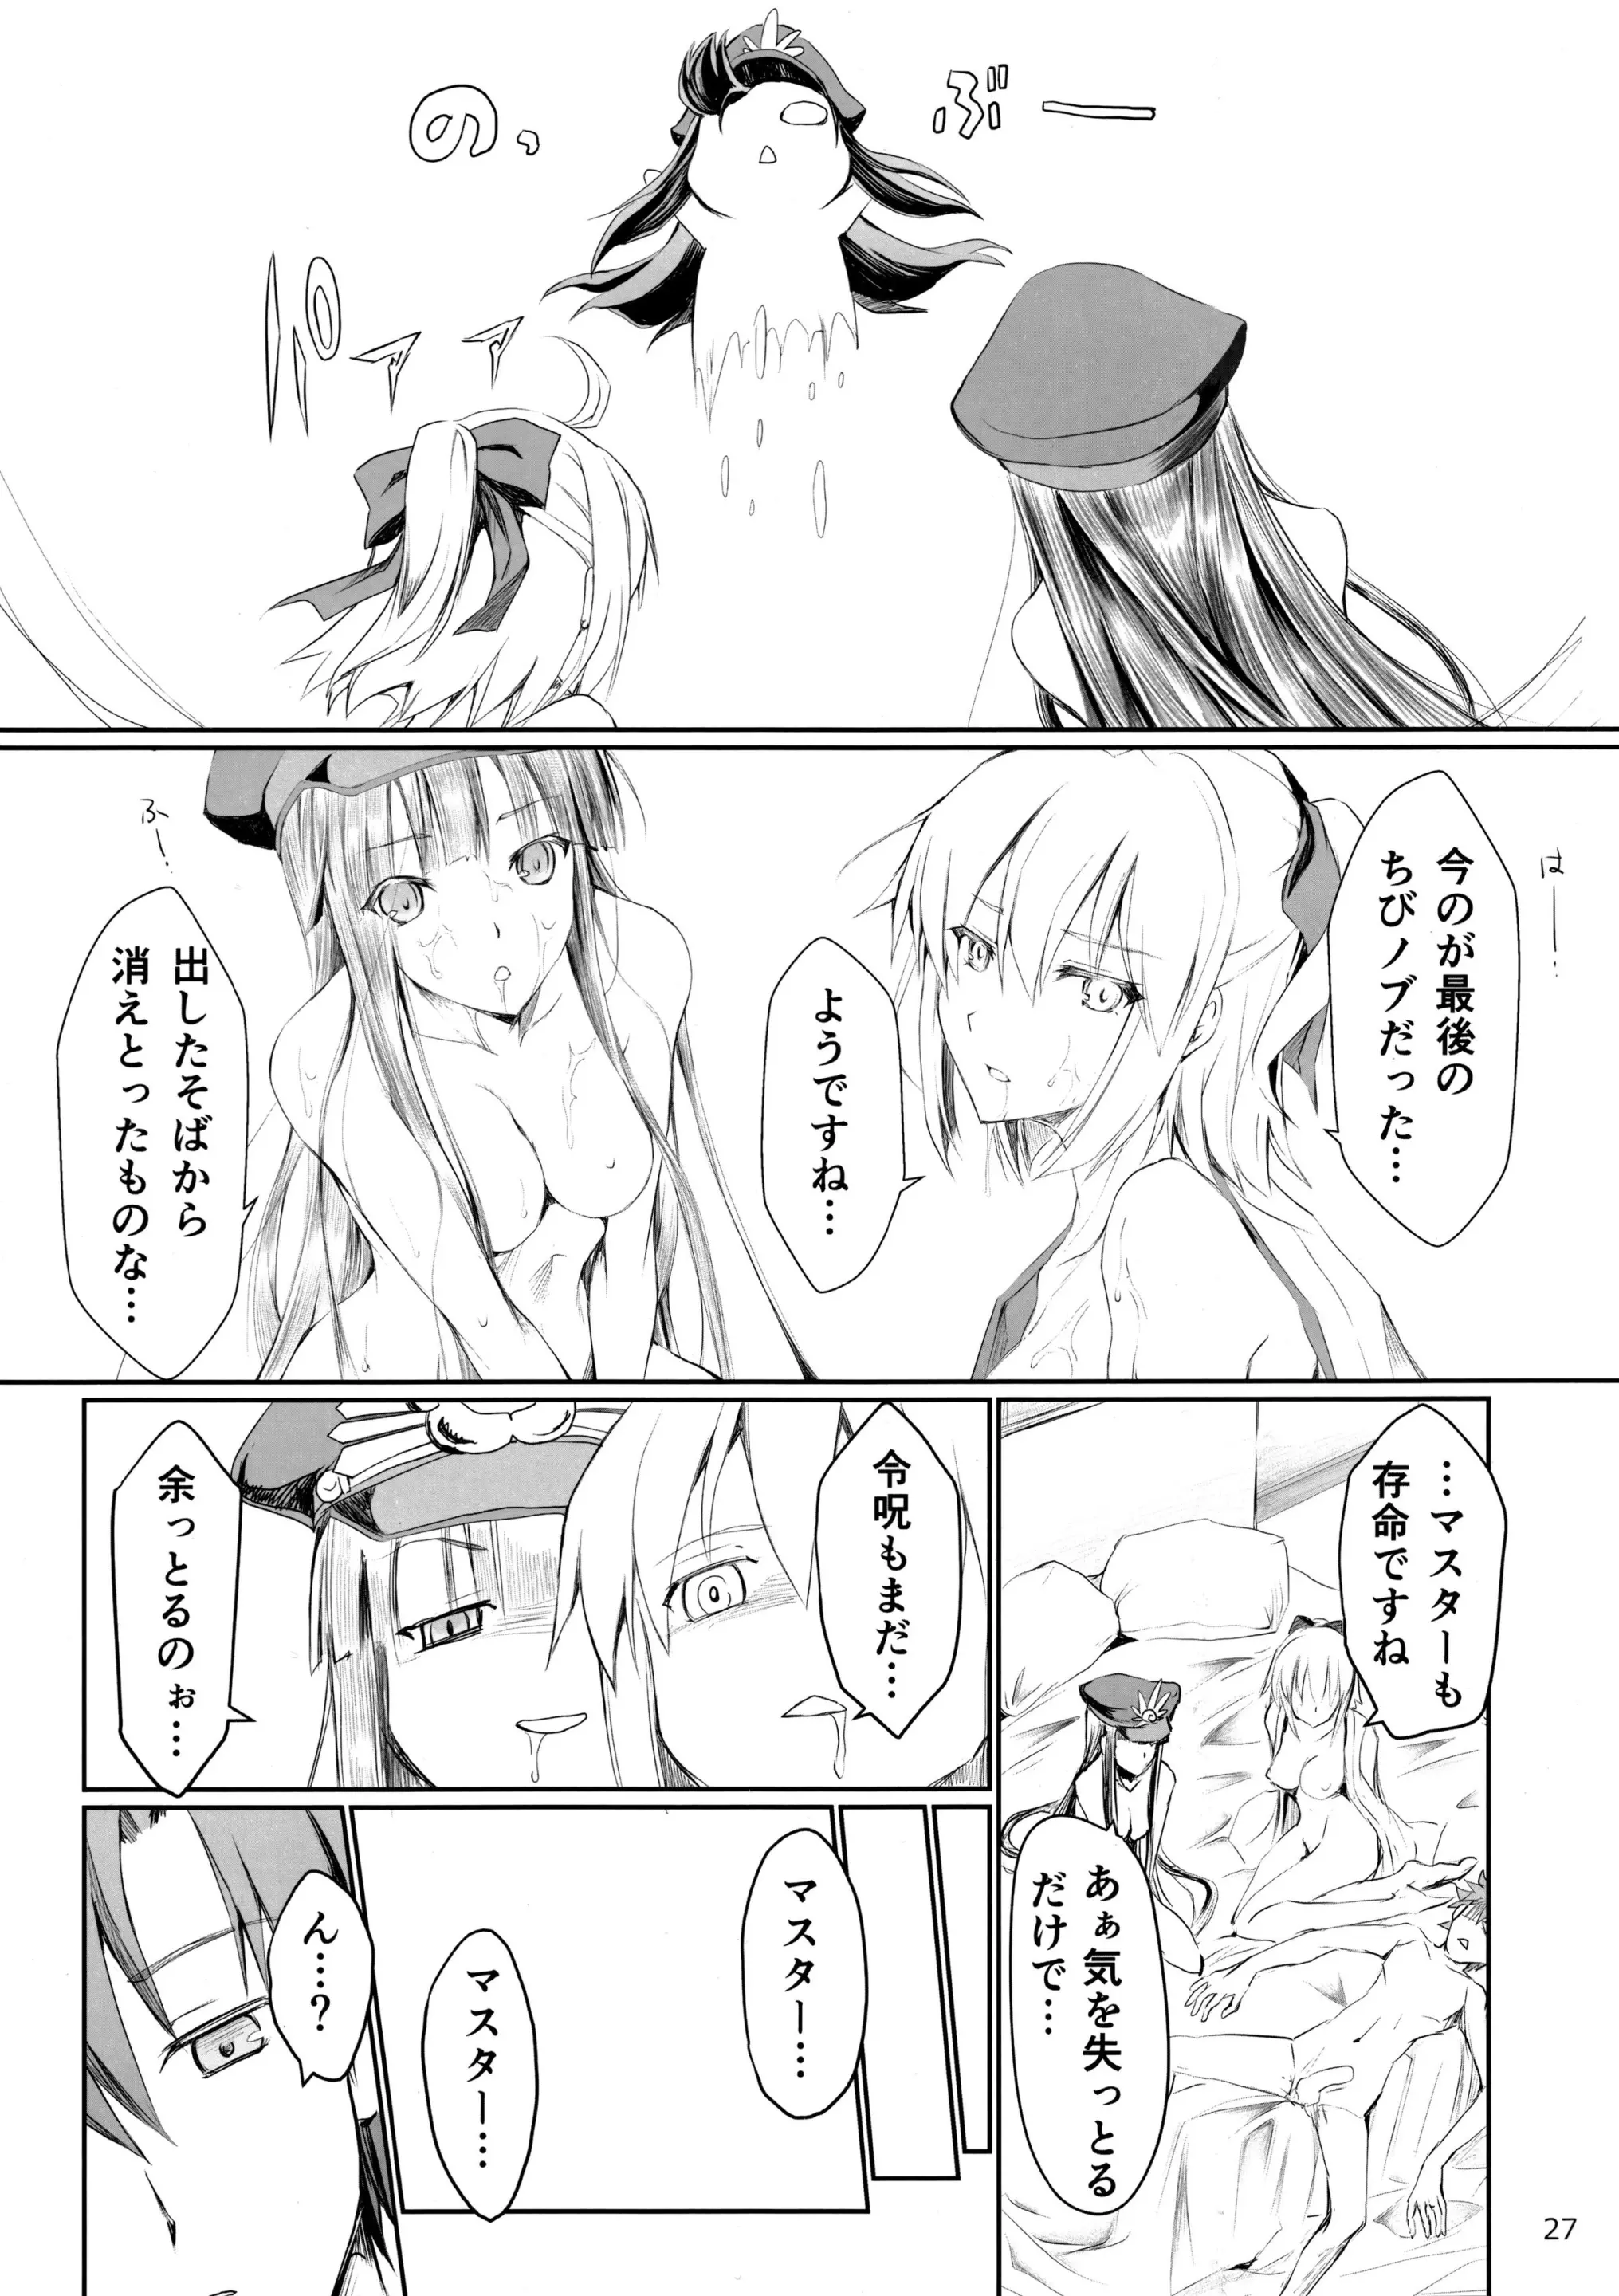 の、
ぶー
パァァ
はーー…
今のが最後の
ちびノブだった…
ようですね…
ふー…
出したそばから
消えとったものな…
…マスターも
存命ですね
あぁ気を失っとる
だけで…
令呪もまだ…
余っとるのぉ…
マスター…
マスター…
ん…?
27